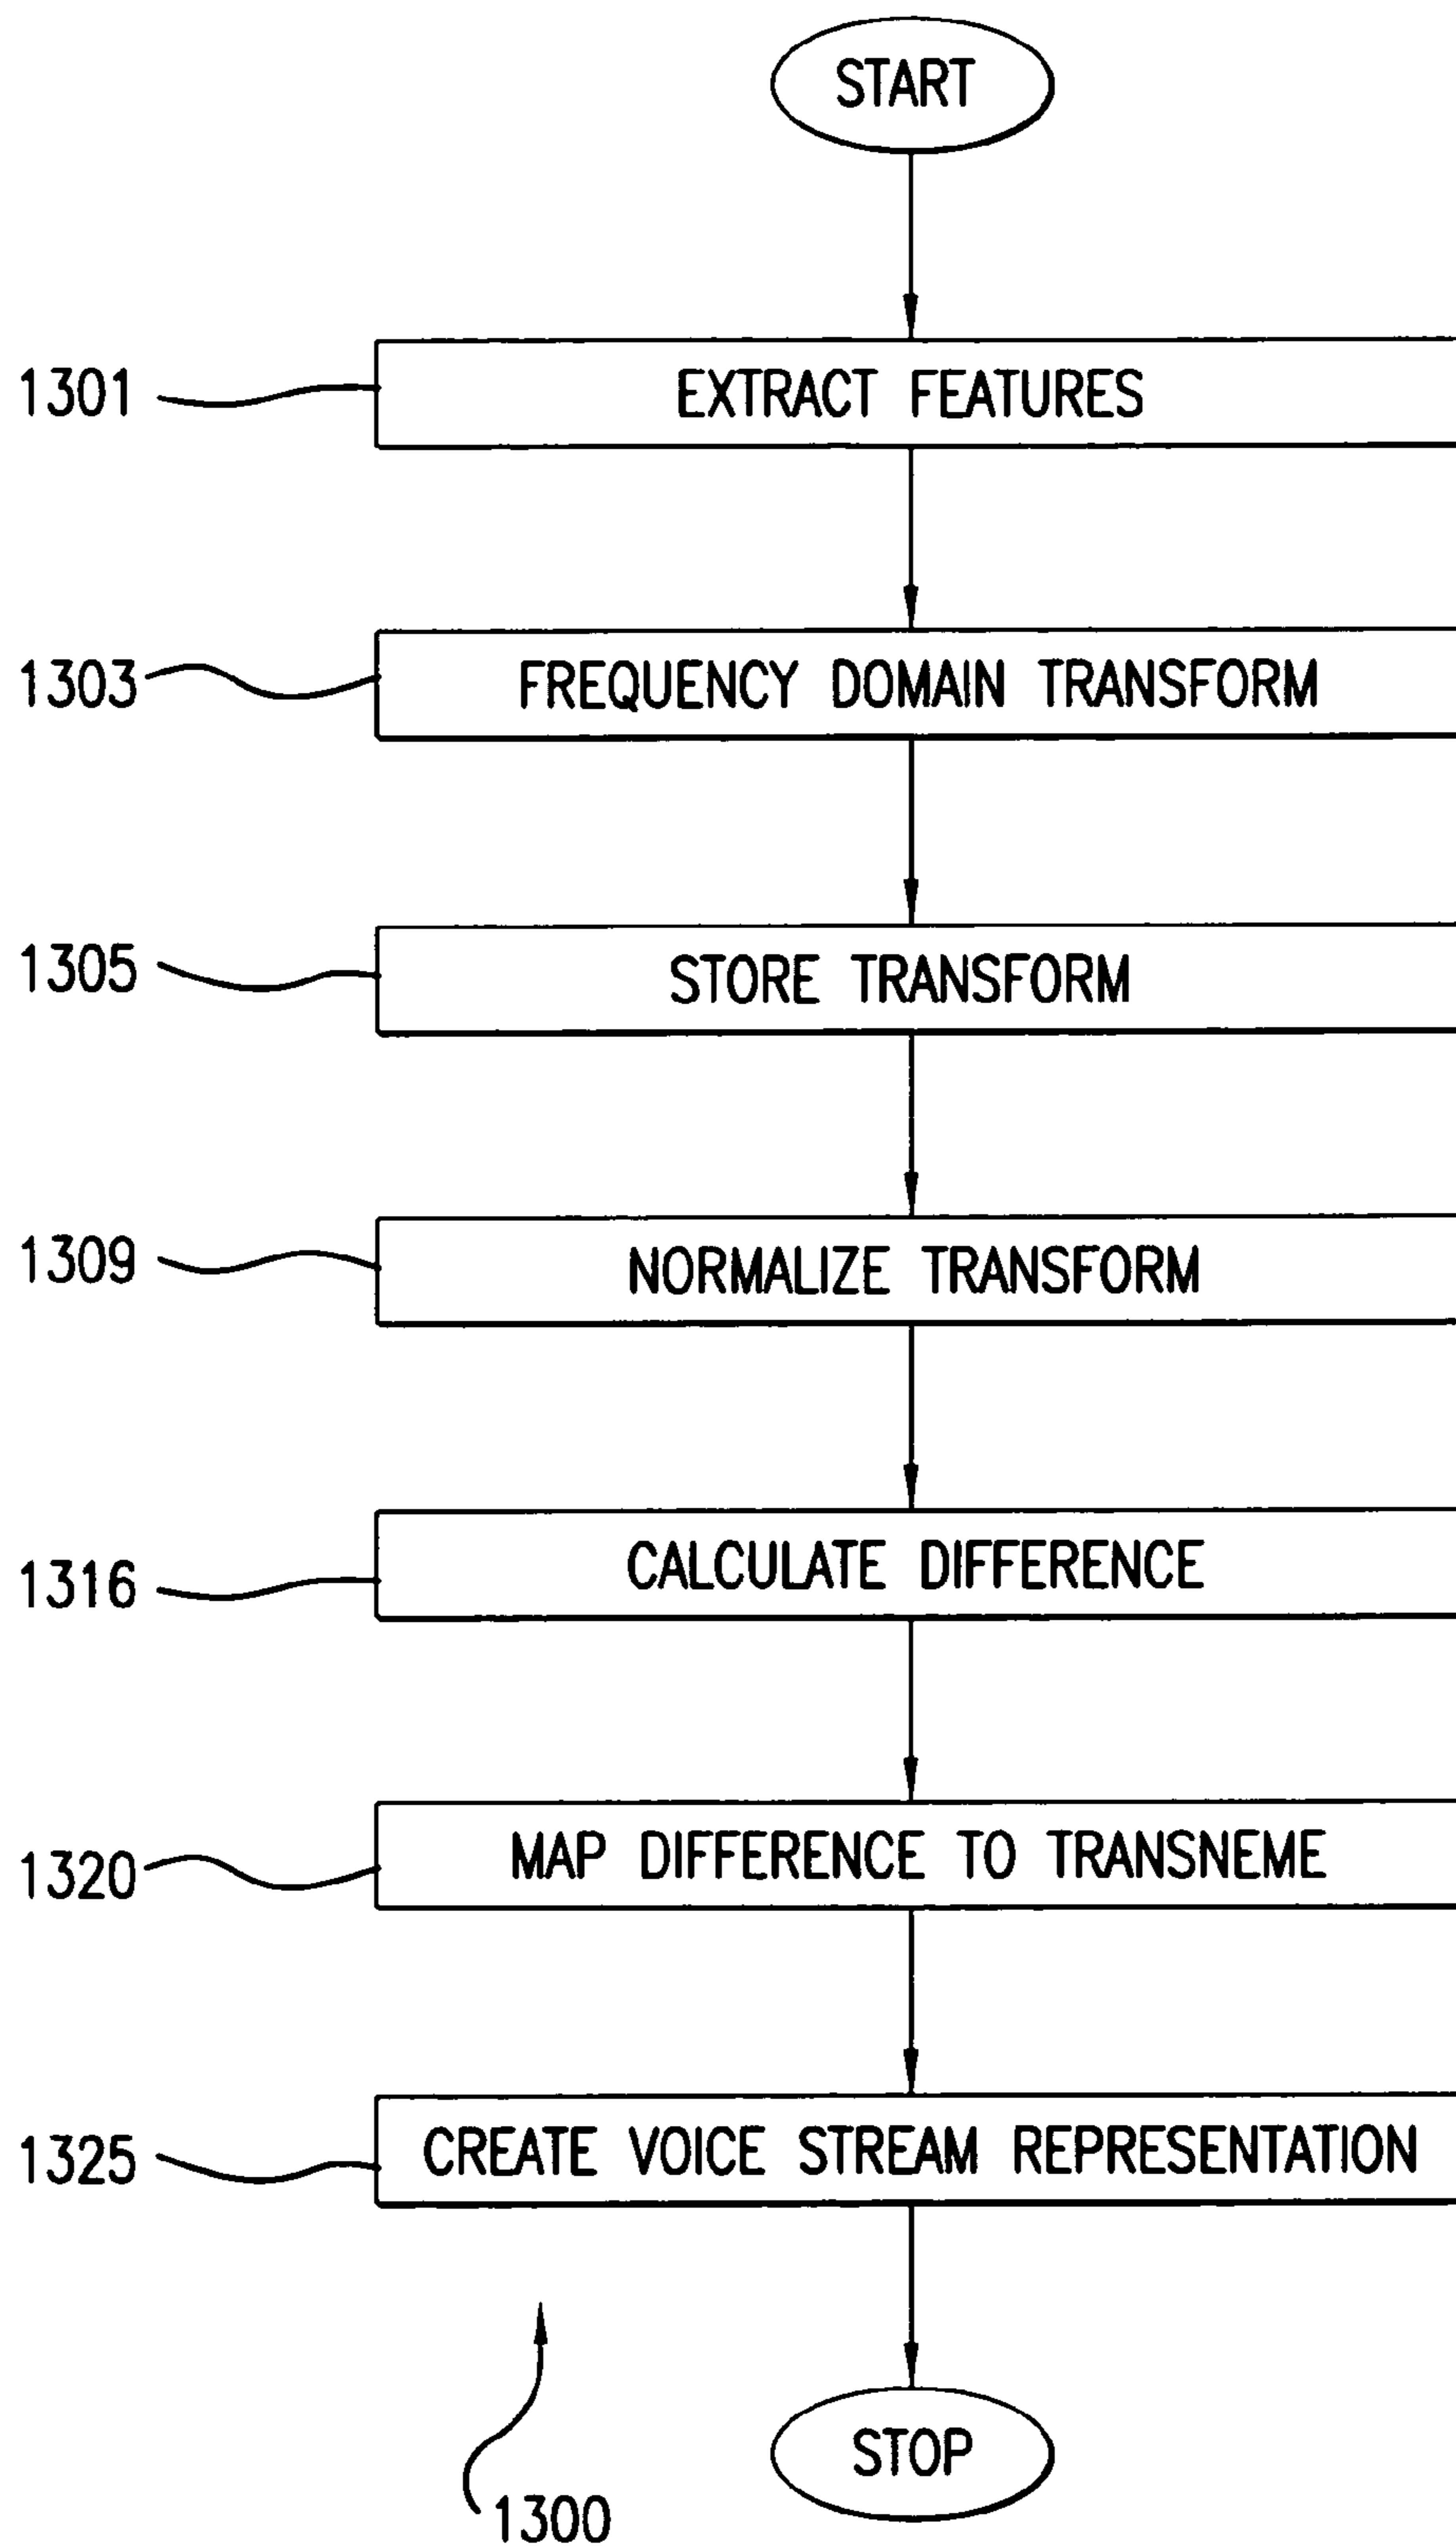 START
1301
EXTRACT FEATURES
1303
FREQUENCY DOMAIN TRANSFORM
1305
STORE TRANSFORM
1309
NORMALIZE TRANSFORM
1316
CALCULATE DIFFERENCE
1320
MAP DIFFERENCE TO TRANSNEME
1325
CREATE VOICE STREAM REPRESENTATION
STOP
1300